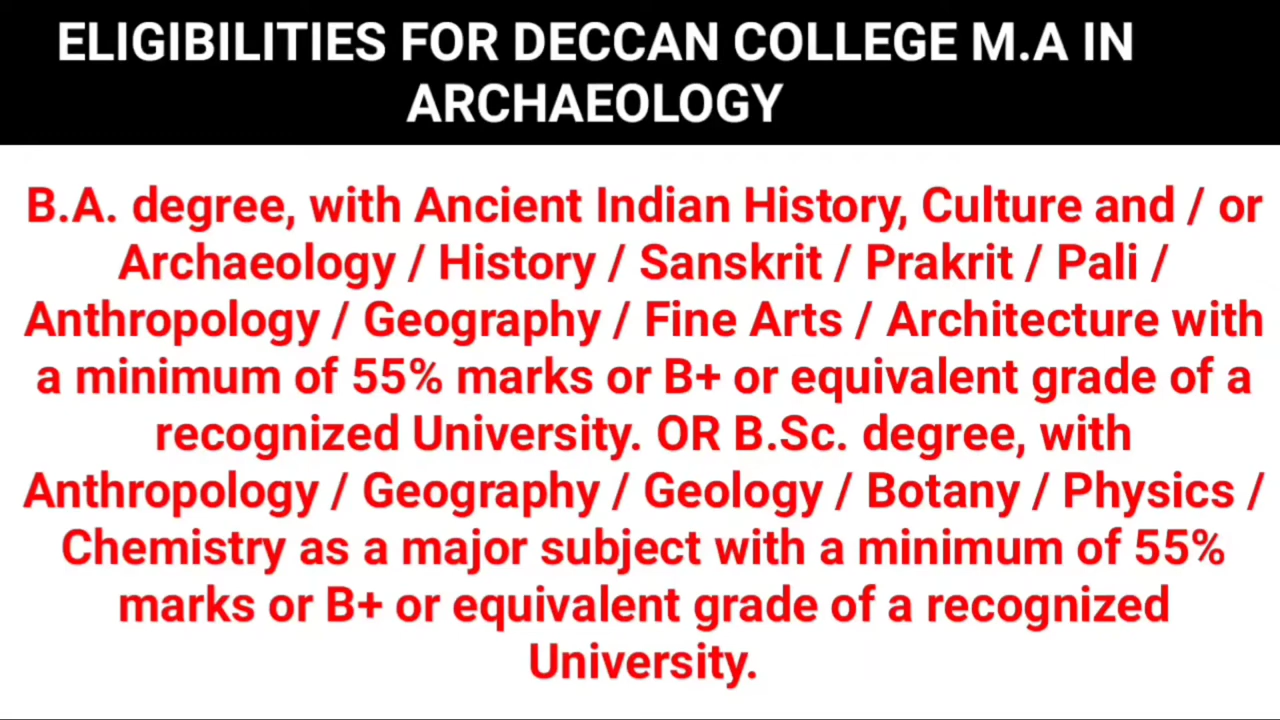 ELIGIBILITIES FOR DECCAN COLLEGE M.A IN
ARCHAEOLOGY
B.A. degree, with Ancient Indian History, Culture and / or
Archaeology / History / Sanskrit / Prakrit / Pali /
Anthropology / Geography / Fine Arts / Architecture with
a minimum of 55% marks or B+ or equivalent grade of a
recognized University. OR B.Sc. degree, with
Anthropology / Geography / Geology / Botany / Physics /
Chemistry as a major subject with a minimum of 55%
marks or B+ or equivalent grade of a recognized
University.